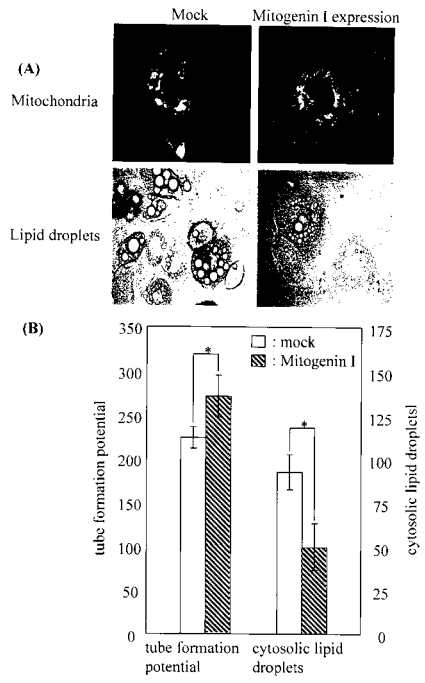 Mock
Mitogenin I expression
(A)
Mitochondria
Lipid droplets
(B)
350
300
250
200
150
100
50
0
tube formation potential
: mock
: Mitogenin I
*
*
175
150
125
100
75
50
25
0
cytosolic lipid dropletsl
tube formation
potential
cytosolic lipid
droplets